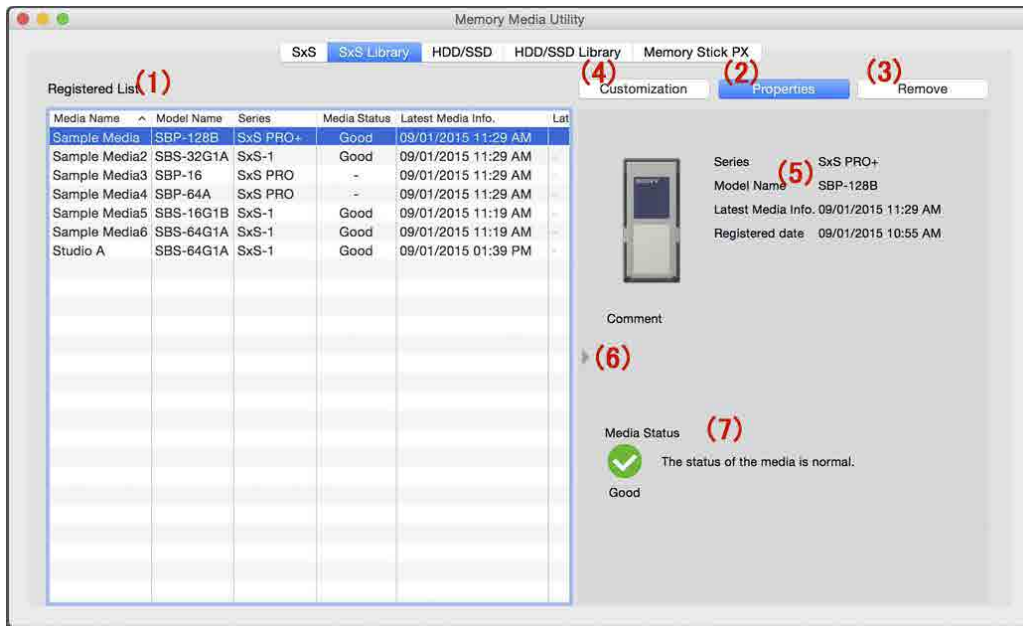 Memory Media Utility
SxS SxS Library HDD/SSD HDD/SSD Library Memory Stick PX
(1) (4) (2) (3)
Registered List Customization Properties Remove
Media Name Model Name Series Media Status Latest Media Info. Lat
Sample Media SBP-128B SxS PRO+ Good 09/01/2015 11:29 AM
Sample Media2 SBS-32G1A SxS-1 Good 09/01/2015 11:29 AM -
Sample Media3 SBP-16 SxS PRO - 09/01/2015 11:29 AM -
Sample Media4 SBP-64A SxS PRO - 09/01/2015 11:29 AM -
Sample Media5 SBS-16G1B SxS-1 Good 09/01/2015 11:19 AM -
Sample Media6 SBS-64G1A SxS-1 Good 09/01/2015 11:19 AM -
Studio A SBS-64G1A SxS-1 Good 09/01/2015 01:39 PM -
SONY
Series SxS PRO+
(5)
Model Name SBP-128B
Latest Media Info. 09/01/2015 11:29 AM
Registered date 09/01/2015 10:55 AM
Comment
(6)
Media Status (7)
The status of the media is normal.
Good